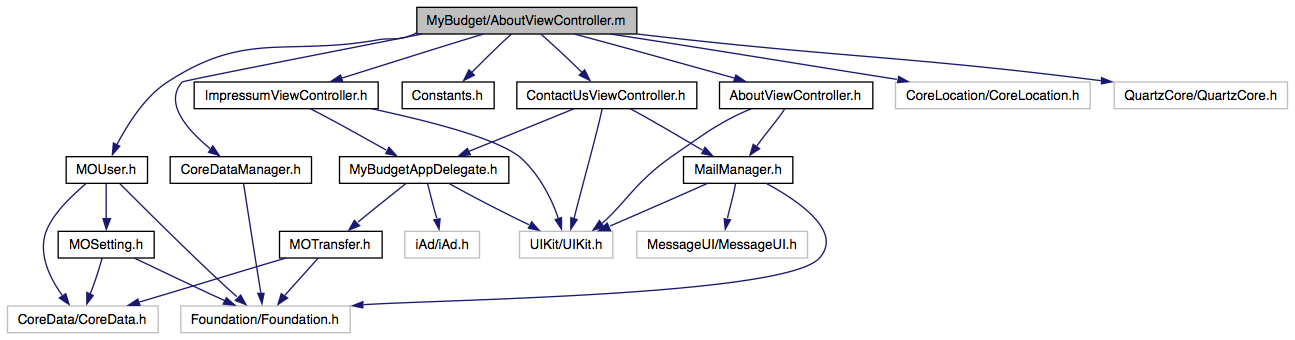 MyBudget/AboutViewController.m
ImpressumViewController.h
Constants.h
ContactUsViewController.h
AboutViewController.h
CoreLocation/CoreLocation.h
QuartzCore/QuartzCore.h
MOUser.h
CoreDataManager.h
MyBudgetAppDelegate.h
MailManager.h
MOSetting.h
MOTransfer.h
iAd/iAd.h
UIKit/UIKit.h
MessageUI/MessageUI.h
CoreData/CoreData.h
Foundation/Foundation.h